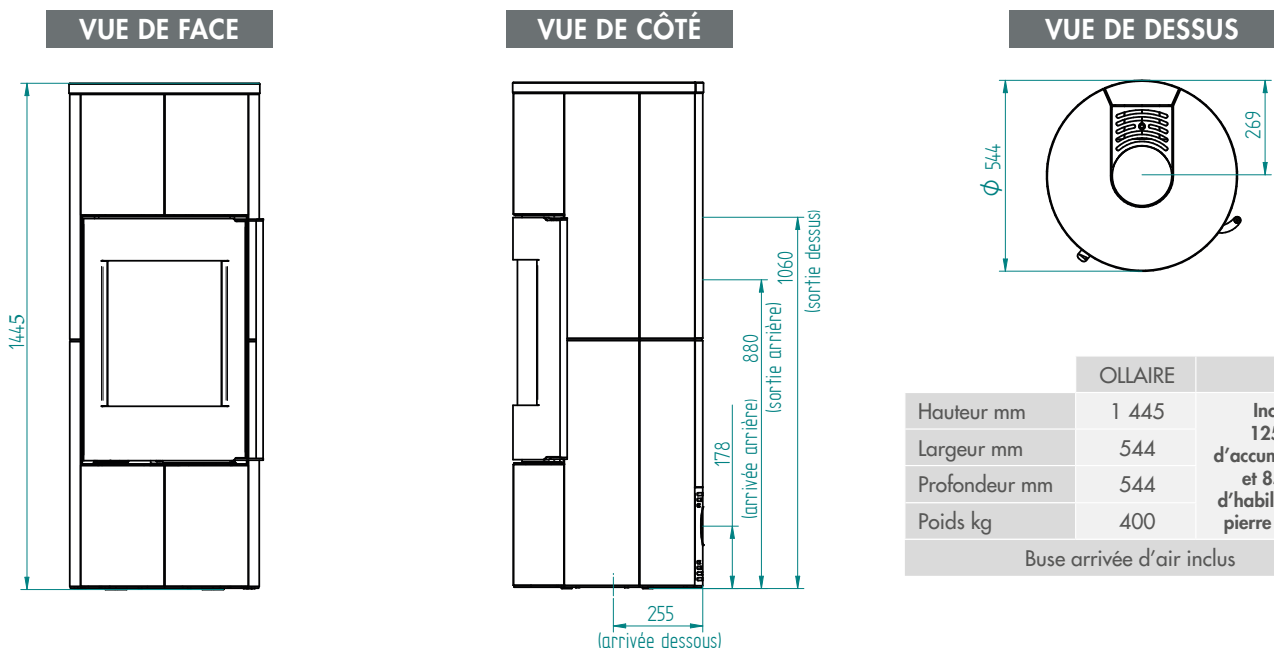 VUE DE FACE
VUE DE CÔTÉ
VUE DE DESSUS
1445
1060
(sortie dessus)
880
(sortie arrière)
178
(arrivée arrière)
255
(arrivée dessous)
ϕ 544
269
OLLAIRE
Hauteur mm 1 445
Largeur mm 544
Profondeur mm 544
Poids kg 400
et
pierre
Buse arrivée d’air inclus